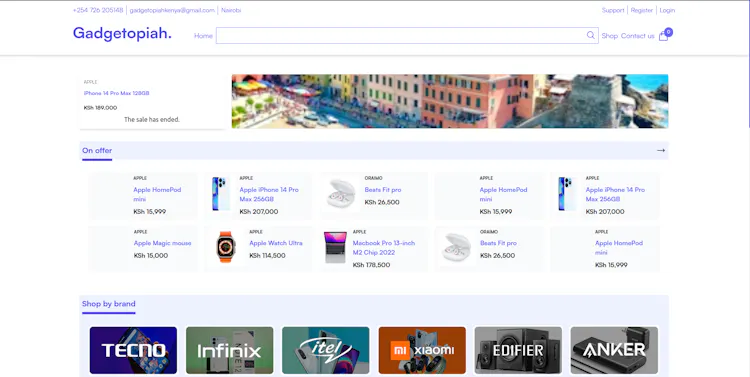 +254 726 205148 gadgetopiahkenya@gmail.com Nairobi
Support Register Login
Gadgetopiah.
Home
Shop Contact us
0
APPLE
iPhone 14 Pro Max 128GB
KSh 189,000
The sale has ended.
On offer
APPLE
Apple HomePod
mini
KSh 15,999
APPLE
Apple iPhone 14 Pro
Max 256GB
KSh 207,000
ORAIMO
Beats Fit pro
KSh 26,500
APPLE
Apple HomePod
mini
KSh 15,999
APPLE
Apple iPhone 14 Pro
Max 256GB
KSh 207,000
APPLE
Apple Magic mouse
KSh 15,000
APPLE
Apple Watch Ultra
KSh 114,500
APPLE
Macbook Pro 13-inch
M2 Chip 2022
KSh 178,500
ORAIMO
Beats Fit pro
KSh 26,500
APPLE
Apple HomePod
mini
KSh 15,999
Shop by brand
TECNO
Infinix
itel
MI xiaomi
EDIFIER
ANKER